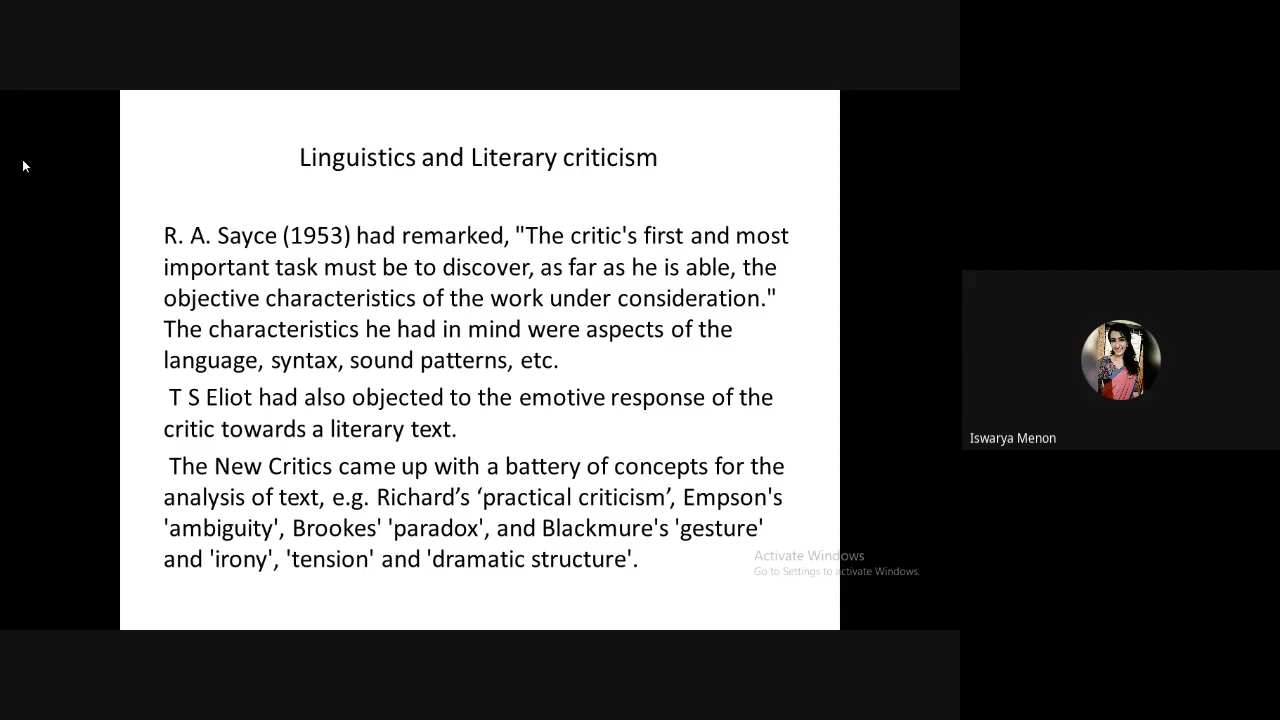 Linguistics and Literary criticism
R. A. Sayce (1953) had remarked, "The critic's first and most
important task must be to discover, as far as he is able, the
objective characteristics of the work under consideration."
The characteristics he had in mind were aspects of the
language, syntax, sound patterns, etc.
T S Eliot had also objected to the emotive response of the
critic towards a literary text.
The New Critics came up with a battery of concepts for the
analysis of text, e.g. Richard’s ‘practical criticism’, Empson's
'ambiguity', Brookes' 'paradox', and Blackmure's 'gesture'
and 'irony', 'tension' and 'dramatic structure'.
Activate Windows
Go to Settings to activate Windows.
Iswarya Menon